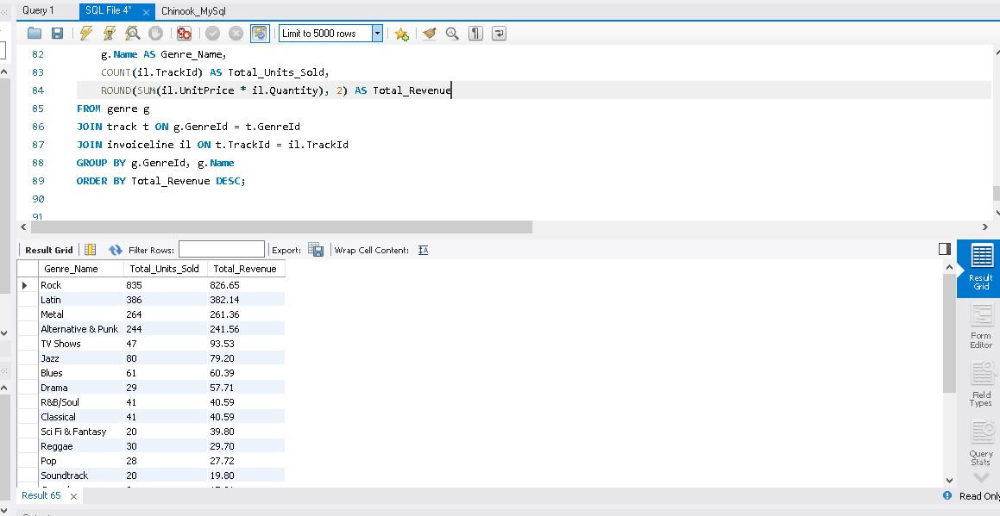 Query 1 SQL File 4* Chinook_MySql
Limit to 5000 rows
82 g.Name AS Genre_Name,
83 COUNT(il.TrackId) AS Total_Units_Sold,
84 ROUND(SUM(il.UnitPrice * il.Quantity), 2) AS Total_Revenue
85 FROM genre g
86 JOIN track t ON g.GenreId = t.GenreId
87 JOIN invoiceline il ON t.TrackId = il.TrackId
88 GROUP BY g.GenreId, g.Name
89 ORDER BY Total_Revenue DESC;
90
91
Result Grid Filter Rows: Export: Wrap Cell Content:
Genre_Name Total_Units_Sold Total_Revenue
Rock 835 826.65
Latin 386 382.14
Metal 264 261.36
Alternative & Punk 244 241.56
TV Shows 47 93.53
Jazz 80 79.20
Blues 61 60.39
Drama 29 57.71
R&B/Soul 41 40.59
Classical 41 40.59
Sci Fi & Fantasy 20 39.80
Reggae 30 29.70
Pop 28 27.72
Soundtrack 20 19.80
Result
Grid
Form
Editor
Field
Types
Query
Stats
Result 65
Read Only